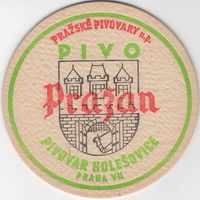 PRAŽSKÉ PIVOVARY n.p.
PIVO
Pražan
PIVOVAR HOLEŠOVICE
PRAHA VII